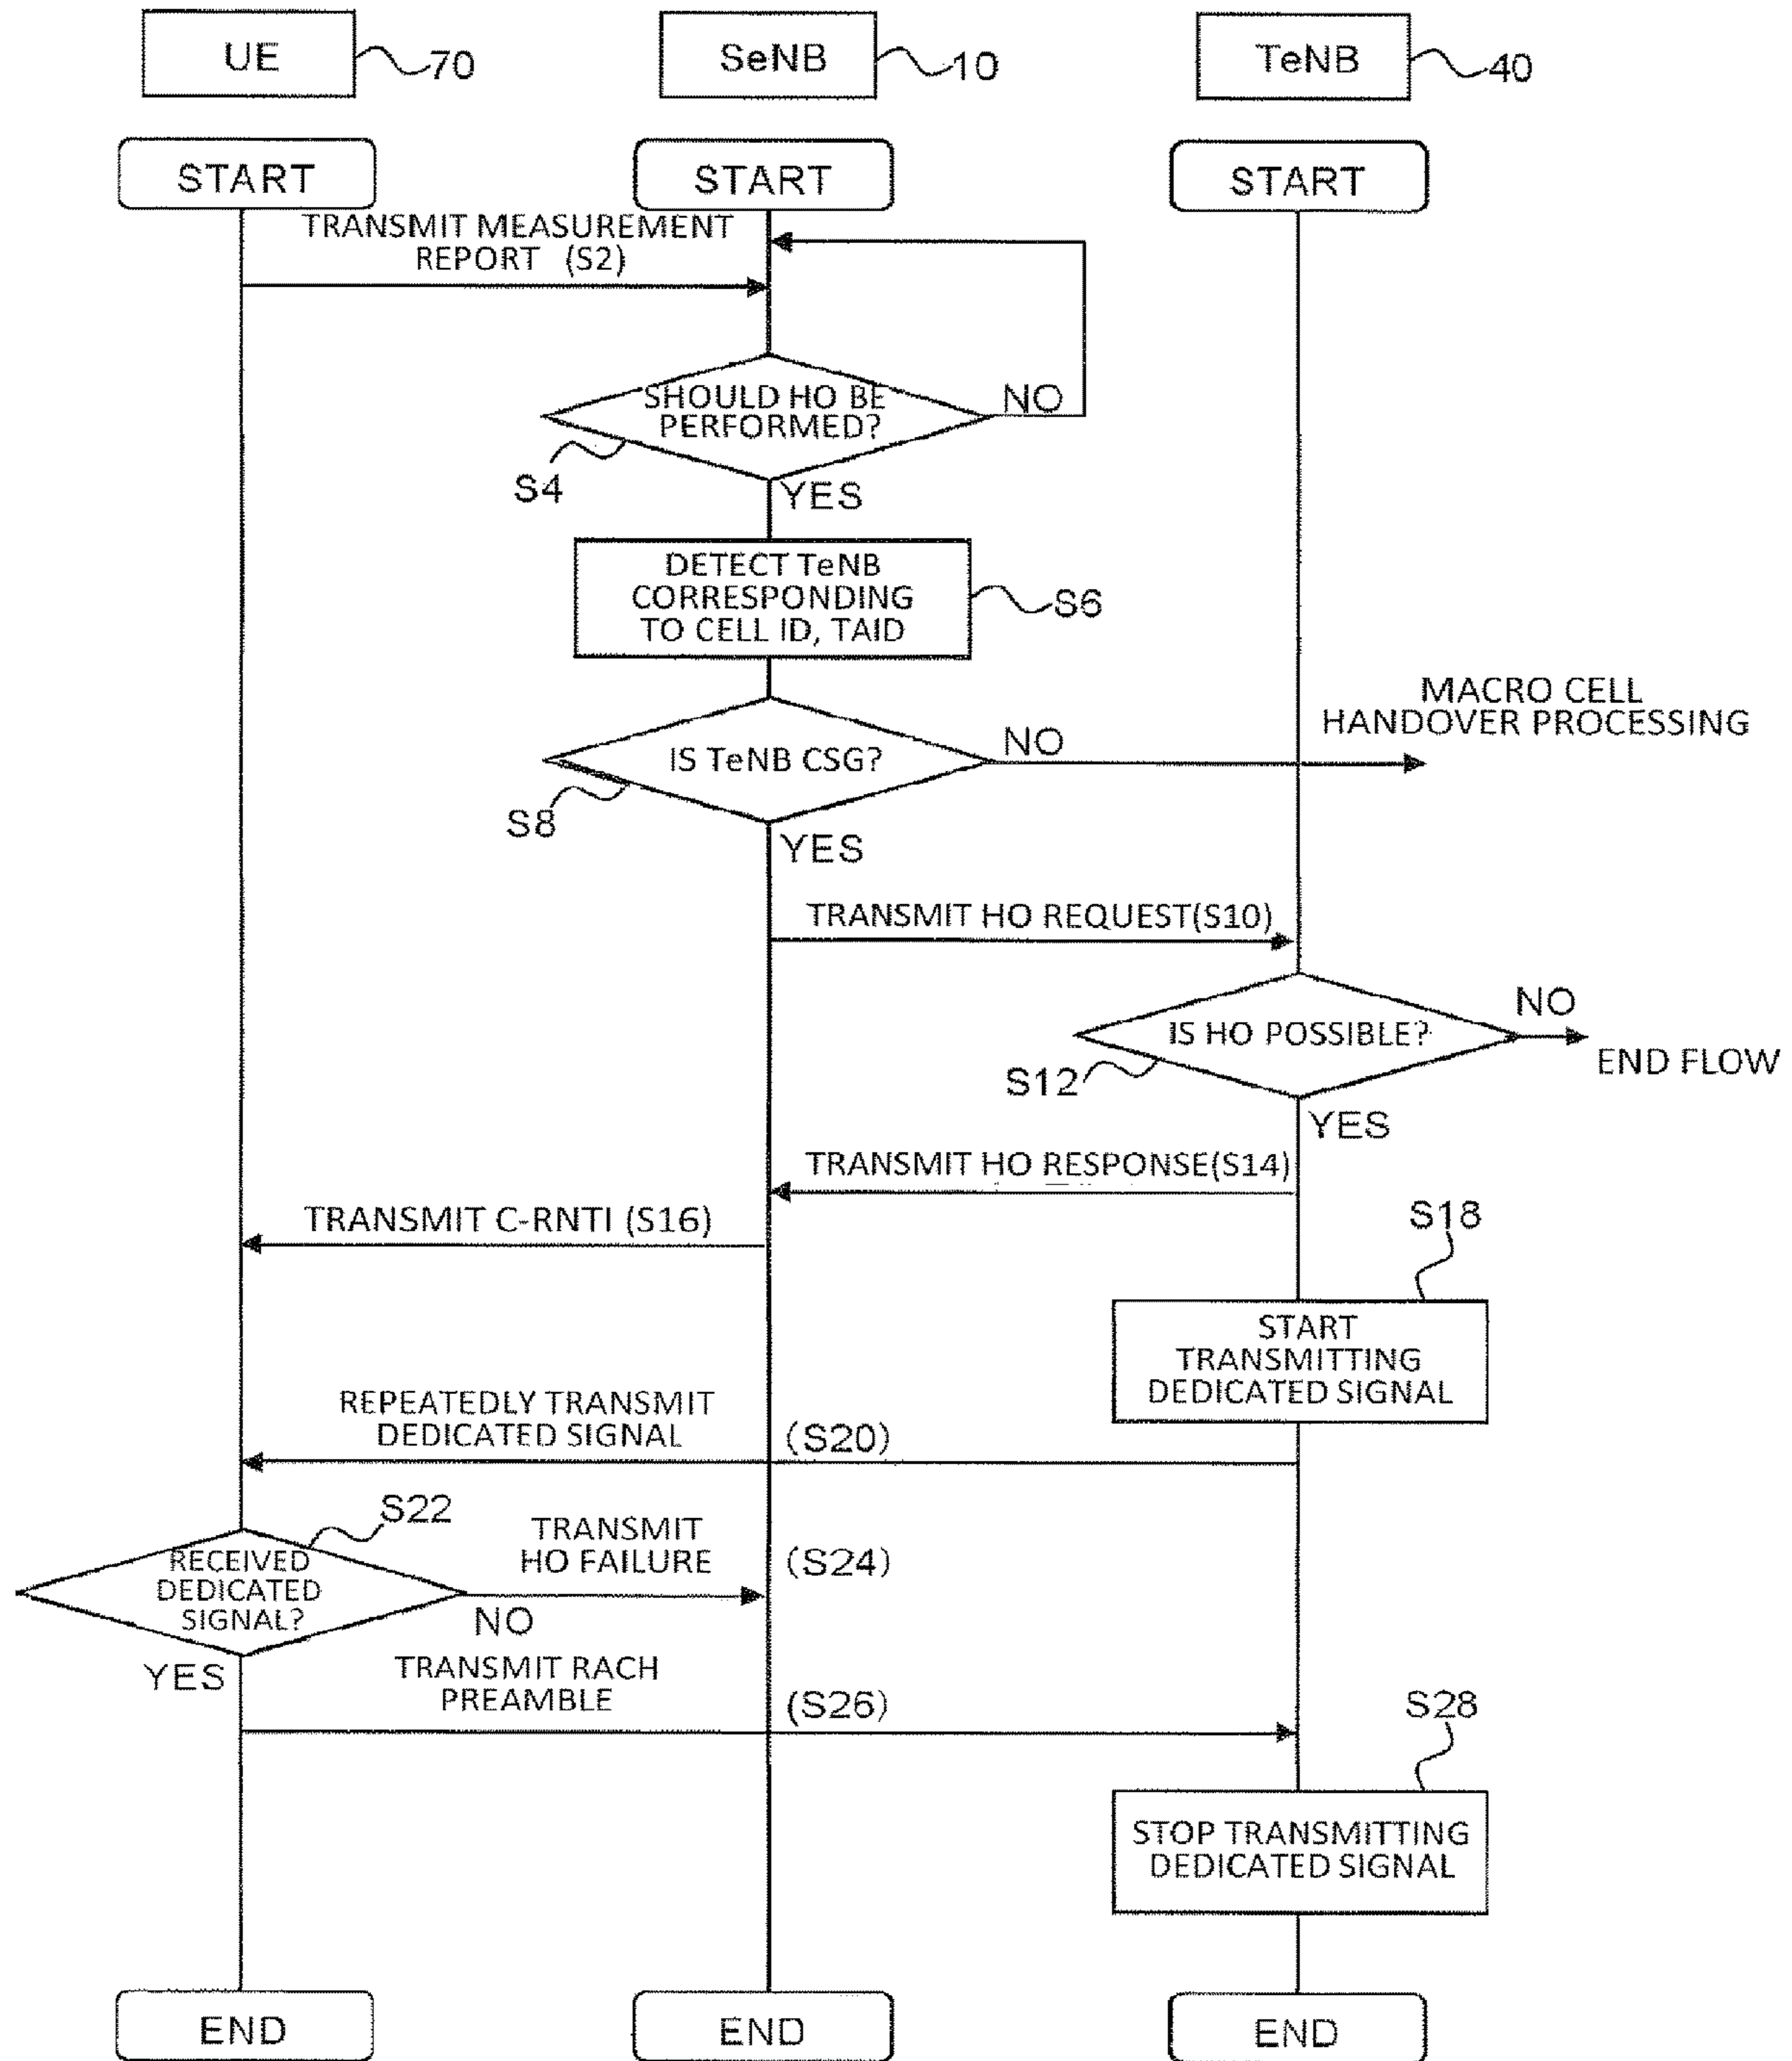 UE
70
SeNB
10
TeNB
40
START
START
START
TRANSMIT MEASUREMENT
REPORT (S2)
SHOULD HO BE
PERFORMED?
NO
S4
YES
DETECT TeNB
CORRESPONDING
TO CELL ID, TAID
S6
MACRO CELL
HANDOVER PROCESSING
IS TeNB CSG?
NO
S8
YES
TRANSMIT HO REQUEST(S10)
IS HO POSSIBLE?
NO
END FLOW
S12
YES
TRANSMIT HO RESPONSE(S14)
TRANSMIT C-RNTI (S16)
S18
START
TRANSMITTING
DEDICATED SIGNAL
REPEATEDLY TRANSMIT
DEDICATED SIGNAL
(S20)
S22
RECEIVED
DEDICATED
SIGNAL?
TRANSMIT
HO FAILURE
(S24)
NO
YES
TRANSMIT RACH
PREAMBLE
(S26)
S28
STOP TRANSMITTING
DEDICATED SIGNAL
END
END
END